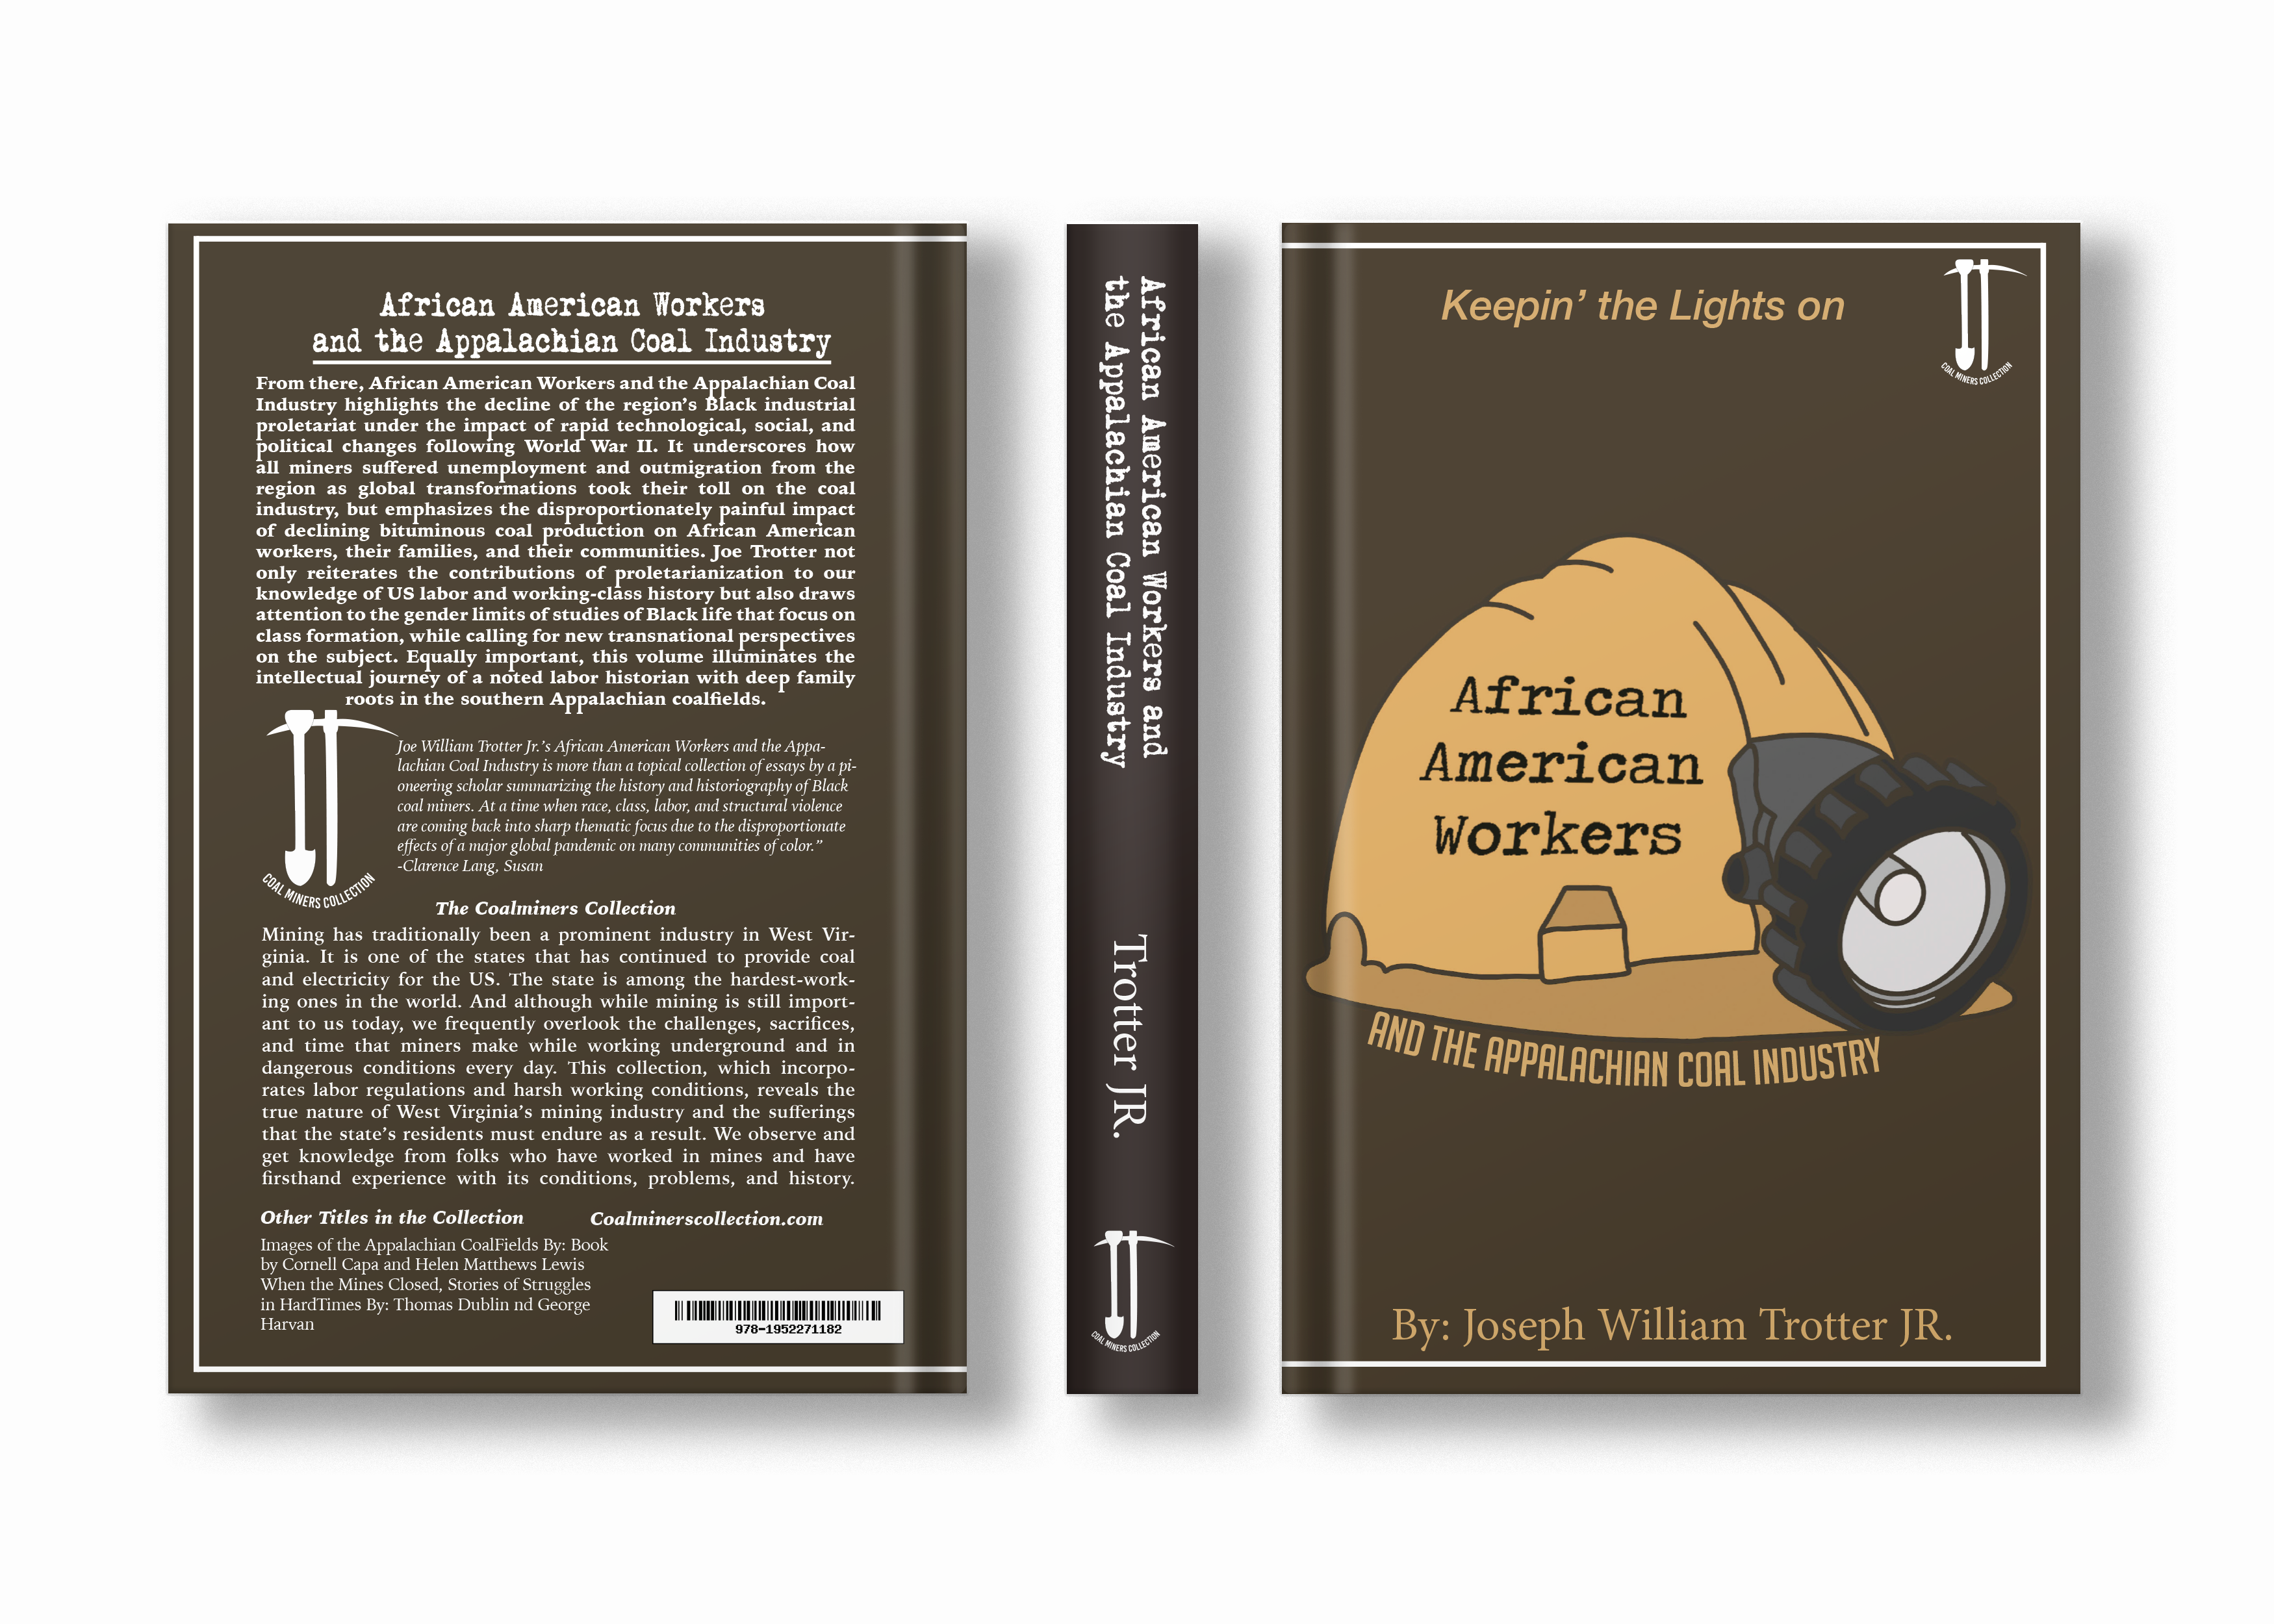 African American Workers
and the Appalachian Coal Industry
From there, African American Workers and the Appalachian Coal
Industry highlights the decline of the region's Black industrial
proletariat under the impact of rapid technological, social, and
political changes following World War II. It underscores how
all miners suffered unemployment and outmigration from the
region as global transformations took their toll on the coal
industry, but emphasizes the disproportionately painful impact
of declining bituminous coal production on African American
workers, their families, and their communities. Joe Trotter not
only reiterates the contributions of proletarianization to our
knowledge of US labor and working-class history but also draws
attention to the gender limits of studies of Black life that focus on
class formation, while calling for new transnational perspectives
on the subject. Equally important, this volume illuminates the
intellectual journey of a noted labor historian with deep family
roots in the southern Appalachian coalfields.
COAL MINERS COLLECTION
Joe William Trotter Jr.'s African American Workers and the Appa-
lachian Coal Industry is more than a topical collection of essays by a pi-
oneering scholar summarizing the history and historiography of Black
coal miners. At a time when race, class, labor, and structural violence
are coming back into sharp thematic focus due to the disproportionate
effects of a major global pandemic on many communities of color."
-Clarence Lang, Susan
The Coalminers Collection
Mining has traditionally been a prominent industry in West Vir-
ginia. It is one of the states that has continued to provide coal
and electricity for the US. The state is among the hardest-work-
ing ones in the world. And although while mining is still import-
ant to us today, we frequently overlook the challenges, sacrifices,
and time that miners make while working underground and in
dangerous conditions every day. This collection, which incorpo-
rates labor regulations and harsh working conditions, reveals the
true nature of West Virginia's mining industry and the sufferings
that the state's residents must endure as a result. We observe and
get knowledge from folks who have worked in mines and have
firsthand experience with its conditions, problems, and history.
Other Titles in the Collection
Coalminerscollection.com
Images of the Appalachian CoalFields By: Book
by Cornell Capa and Helen Matthews Lewis
When the Mines Closed, Stories of Struggles
in HardTimes By: Thomas Dublin nd George
Harvan
978-1952271182
African American Workers and
the Appalachian Coal Industry
Trotter JR.
COAL MINERS COLLECTION
Keepin' the Lights on
COAL MINERS COLLECTION
African
American
Workers
AND THE APPALACHIAN COAL INDUSTRY
By: Joseph William Trotter JR.